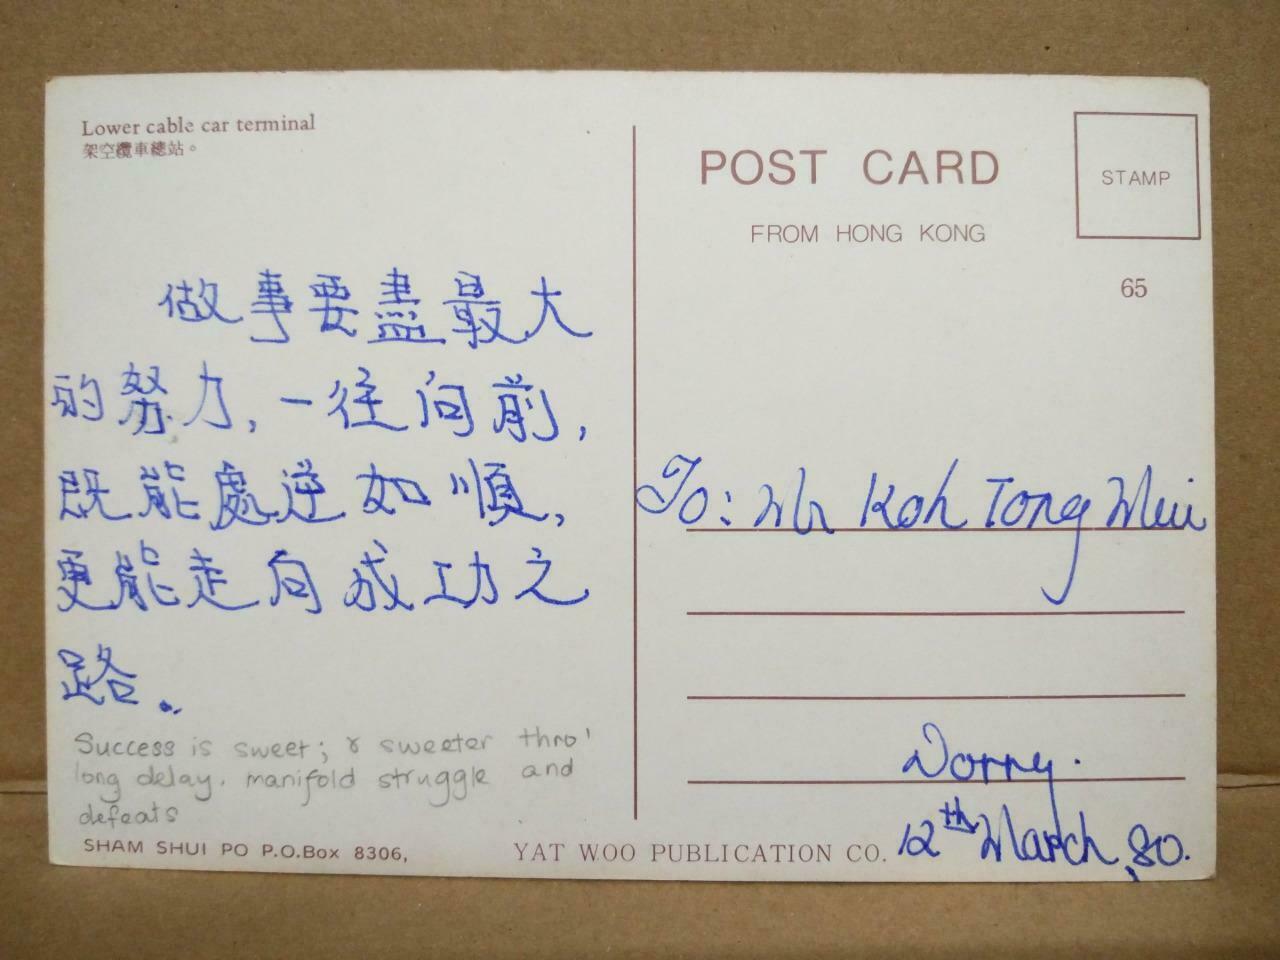 Lower cable car terminal
架空纜車總站。
做事要盡最大
的努力,一往向前,
既能處逆如順,
更能走向成功之
路。
Success is sweet; & sweeter thro'
long delay. manifold struggle and
defeats
SHAM SHUI PO P.O.Box 8306,
YAT WOO PUBLICATION CO.
POST CARD
FROM HONG KONG
STAMP
65
To: Mr Koh Tong Mui
Dorry.
12th March, 80.